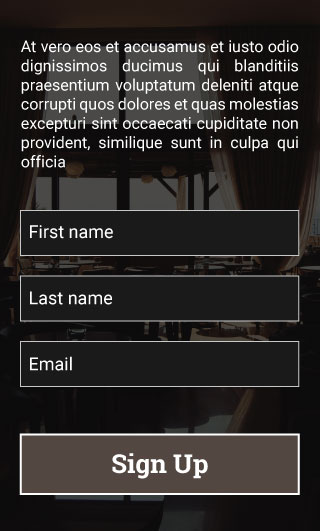 At vero eos et accusamus et iusto odio
dignissimos ducimus qui blanditiis
praesentium voluptatum deleniti atque
corrupti quos dolores et quas molestias
excepturi sint occaecati cupiditate non
provident, similique sunt in culpa qui
officia
First name
Last name
Email
Sign Up